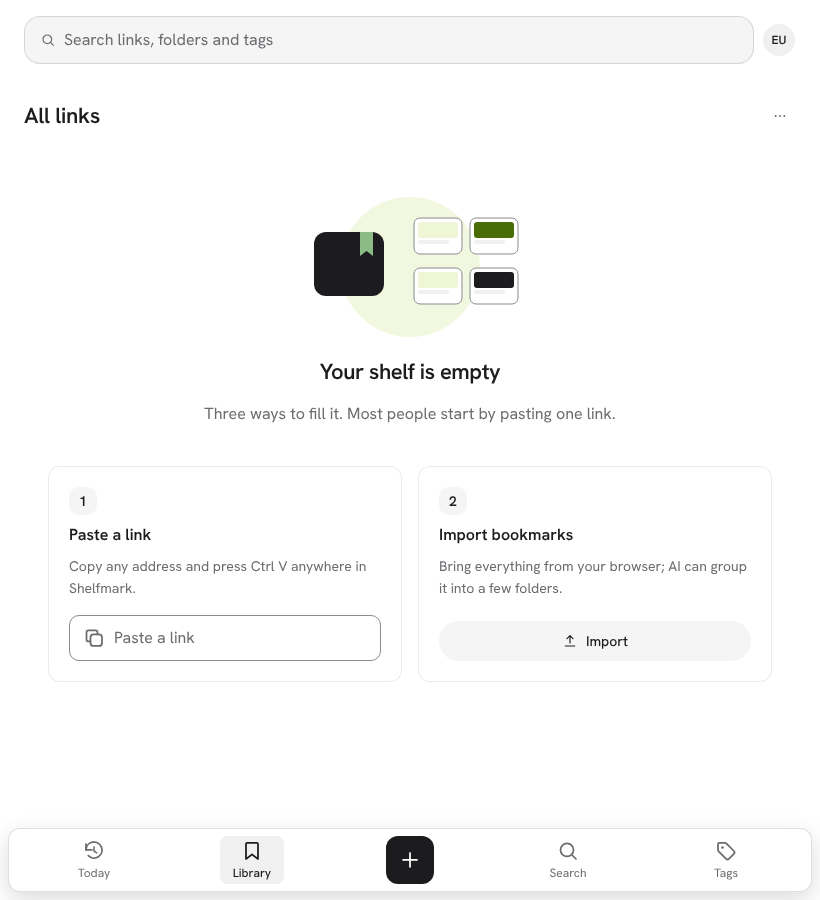 Search links, folders and tags
EU
All links
Your shelf is empty
Three ways to fill it. Most people start by pasting one link.
1
Paste a link
Copy any address and press Ctrl V anywhere in
Shelfmark.
Paste a link
2
Import bookmarks
Bring everything from your browser; AI can group
it into a few folders.
Import
Today
Library
Search
Tags